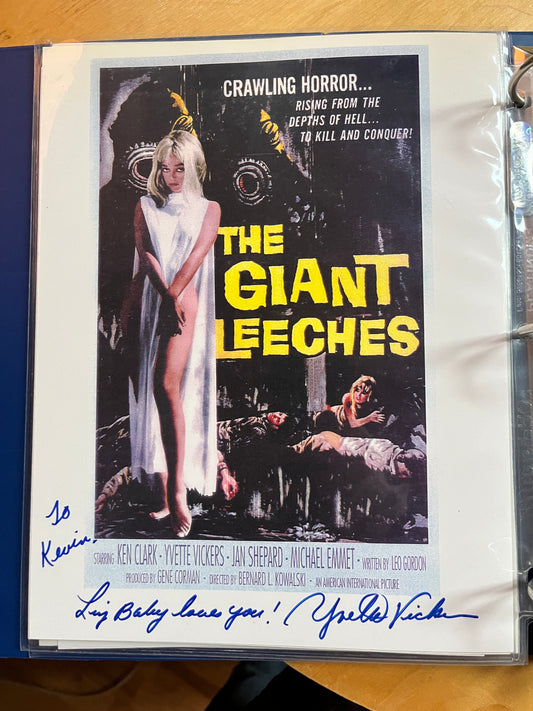 CRAWLING HORROR...
RISING FROM THE
DEPTHS OF HELL...
TO KILL AND CONQUER!
THE
GIANT
LEECHES
To
Kevin!
STARRING KEN CLARK · YVETTE VICKERS · JAN SHEPARD · MICHAEL EMMET · WRITTEN BY LEO GORDON
PRODUCED BY GENE CORMAN · DIRECTED BY BERNARD L. KOWALSKI · AN AMERICAN INTERNATIONAL PICTURE
Liz Baby loves you! Yvette Vickers